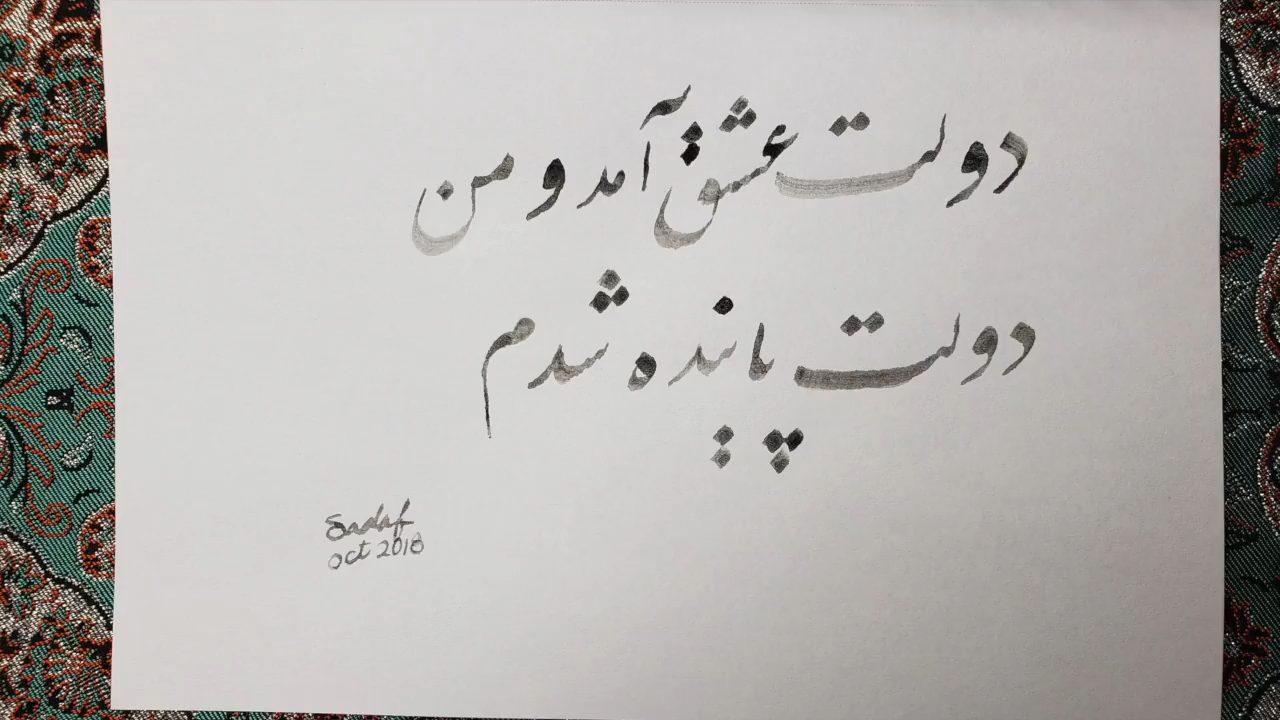 دولت عشق آمد و من
دولت پاینده شدم
Sadaf
oct 2018